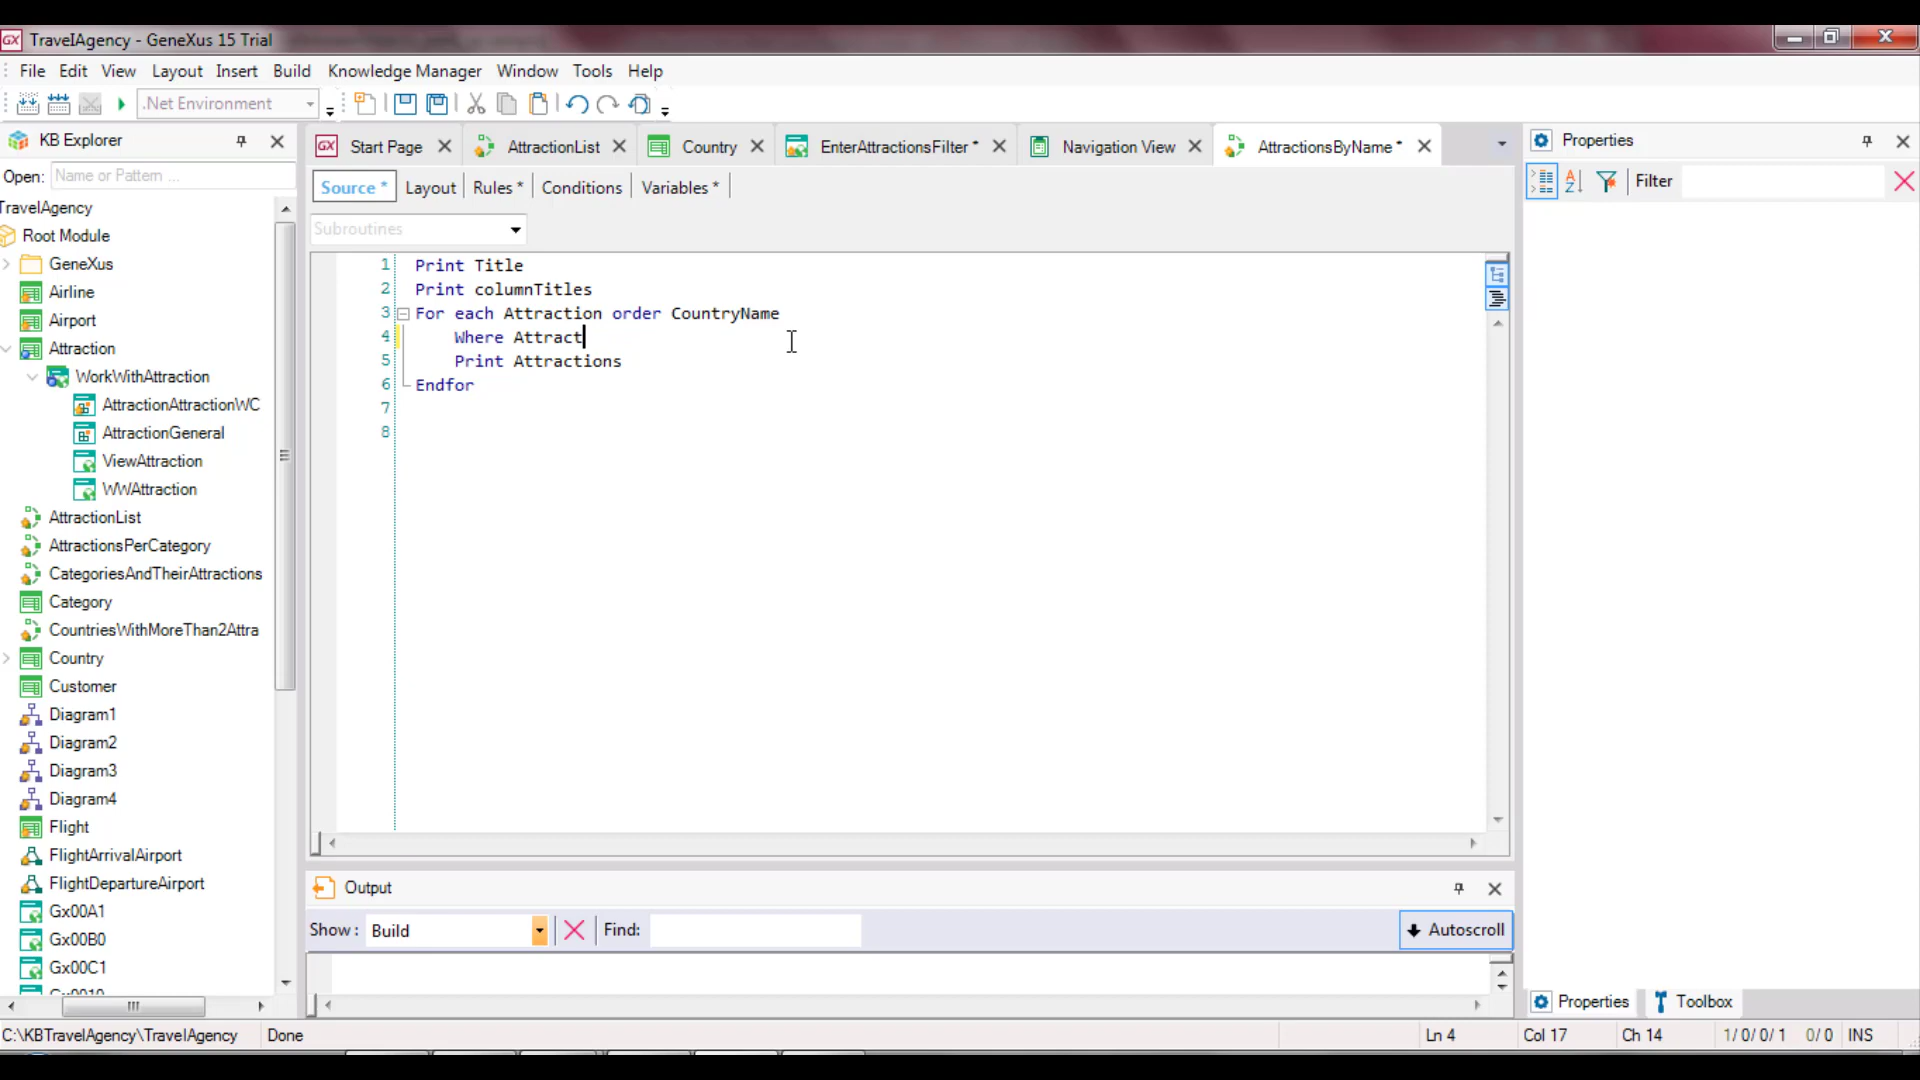 TravelAgency - GeneXus 15 Trial
File Edit View Layout Insert Build Knowledge Manager Window Tools Help
.Net Environment
KB Explorer
Open: Name or Pattern ...
TravelAgency
Root Module
GeneXus
Airline
Airport
Attraction
WorkWithAttraction
AttractionAttractionWC
AttractionGeneral
ViewAttraction
WWAttraction
AttractionList
AttractionsPerCategory
CategoriesAndTheirAttractions
Category
CountriesWithMoreThan2Attra
Country
Customer
Diagram1
Diagram2
Diagram3
Diagram4
Flight
FlightArrivalAirport
FlightDepartureAirport
Gx00A1
Gx00B0
Gx00C1
Start Page AttractionList Country EnterAttractionsFilter * Navigation View AttractionsByName *
Source * Layout Rules * Conditions Variables *
Subroutines
1 Print Title
2 Print columnTitles
3 For each Attraction order CountryName
4 Where Attract
5 Print Attractions
6 Endfor
7
8
Output
Show : Build Find: Autoscroll
Properties
Filter
Properties Toolbox
C:\KBTravelAgency\TravelAgency Done Ln 4 Col 17 Ch 14 1/0/0/1 0/0 INS